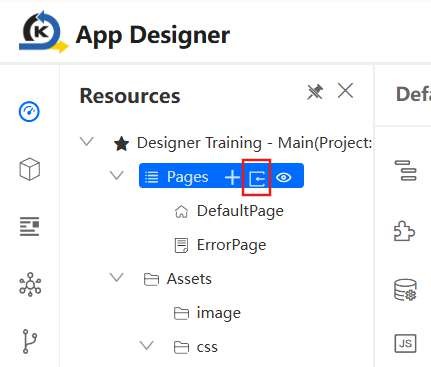 K
App Designer
Resources
Defa
Designer Training - Main(Project:
Pages
DefaultPage
ErrorPage
Assets
image
css
JS